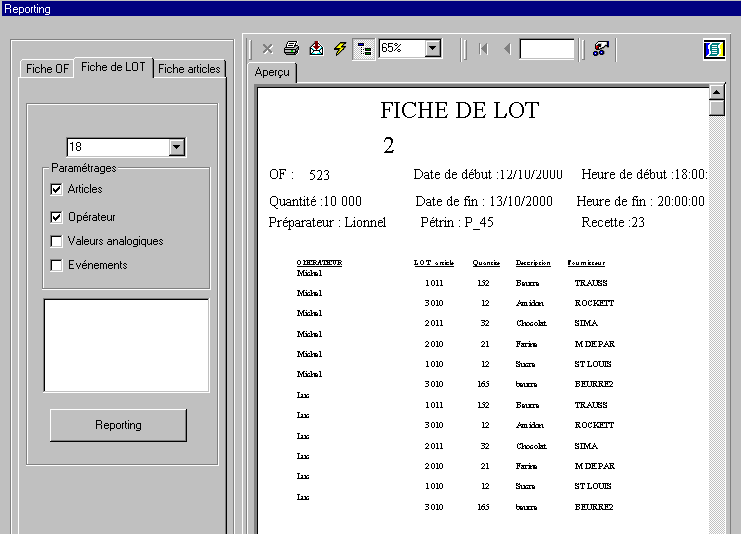 Reporting
Fiche OF
Fiche de LOT
Fiche articles
18
Paramétrages
Articles
Opérateur
Valeurs analogiques
Evénements
Reporting
65%
Aperçu
FICHE DE LOT
2
OF : 523 Date de début :12/10/2000 Heure de début :18:00:
Quantité :10 000 Date de fin : 13/10/2000 Heure de fin : 20:00:00
Préparateur : Lionnel Pétrin : P_45 Recette :23
OPERATEUR LOT article Quantite Description Fournisseur
Michel
1011 152 Beurre TRAUSS
Michel
3010 12 Amidon ROCKETT
Michel
2011 32 Chocolat SIMA
Michel
2010 21 Farine M DE PAR
Michel
1010 12 Sucre ST LOUIS
Michel
3010 165 beurre BEURRE2
Luc
1011 152 Beurre TRAUSS
Luc
3010 12 Amidon ROCKETT
Luc
2011 32 Chocolat SIMA
Luc
2010 21 Farine M DE PAR
Luc
1010 12 Sucre ST LOUIS
Luc
3010 165 beurre BEURRE2